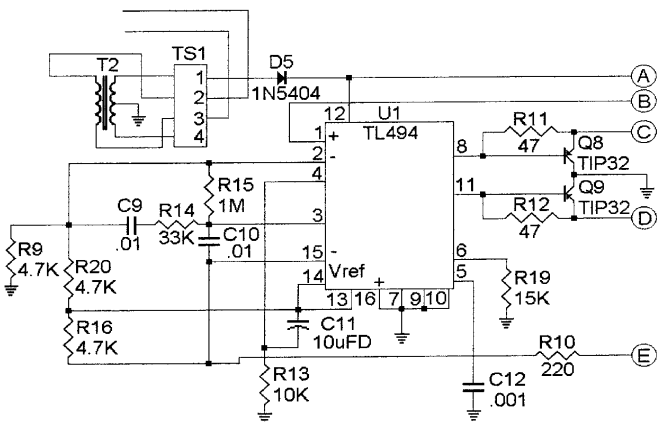 TS1
T2
1
2
3
4
D5
1N5404
A
B
12
U1
TL494
1
+
2
-
4
3
15
-
14
Vref
+
13
16
7
9
10
8
11
6
5
R11
47
C
Q8
TIP32
Q9
TIP32
R12
47
D
R15
1M
C9
.01
R14
33K
C10
.01
R9
4.7K
R20
4.7K
R16
4.7K
C11
10uFD
R13
10K
R19
15K
R10
220
E
C12
.001